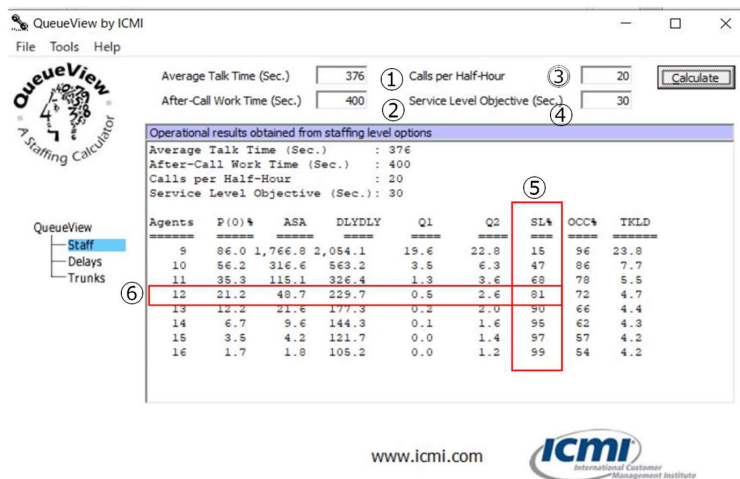 QueueView by ICMI
File Tools Help
QueueView
A Staffing Calculator
Average Talk Time (Sec.) 376 ① Calls per Half-Hour ③ 20 Calculate
After-Call Work Time (Sec.) 400 ② Service Level Objective (Sec.) ④ 30
Operational results obtained from staffing level options
Average Talk Time (Sec.) : 376
After-Call Work Time (Sec.) : 400
Calls per Half-Hour : 20
Service Level Objective (Sec.): 30
⑤
Agents P(0)% ASA DLYDLY Q1 Q2 SL% OCC% TKLD
====== ===== === ====== == == === ==== ====
9 86.0 1,766.8 2,054.1 19.6 22.8 15 96 23.8
10 56.2 316.6 563.2 3.5 6.3 47 86 7.7
11 35.3 115.1 326.4 1.3 3.6 68 78 5.5
⑥ 12 21.2 48.7 229.7 0.5 2.6 81 72 4.7
13 12.2 21.6 177.3 0.2 2.0 90 66 4.4
14 6.7 9.6 144.3 0.1 1.6 95 62 4.3
15 3.5 4.2 121.7 0.0 1.4 97 57 4.2
16 1.7 1.8 105.2 0.0 1.2 99 54 4.2
QueueView
Staff
Delays
Trunks
www.icmi.com
ICMI
International Customer
Management Institute